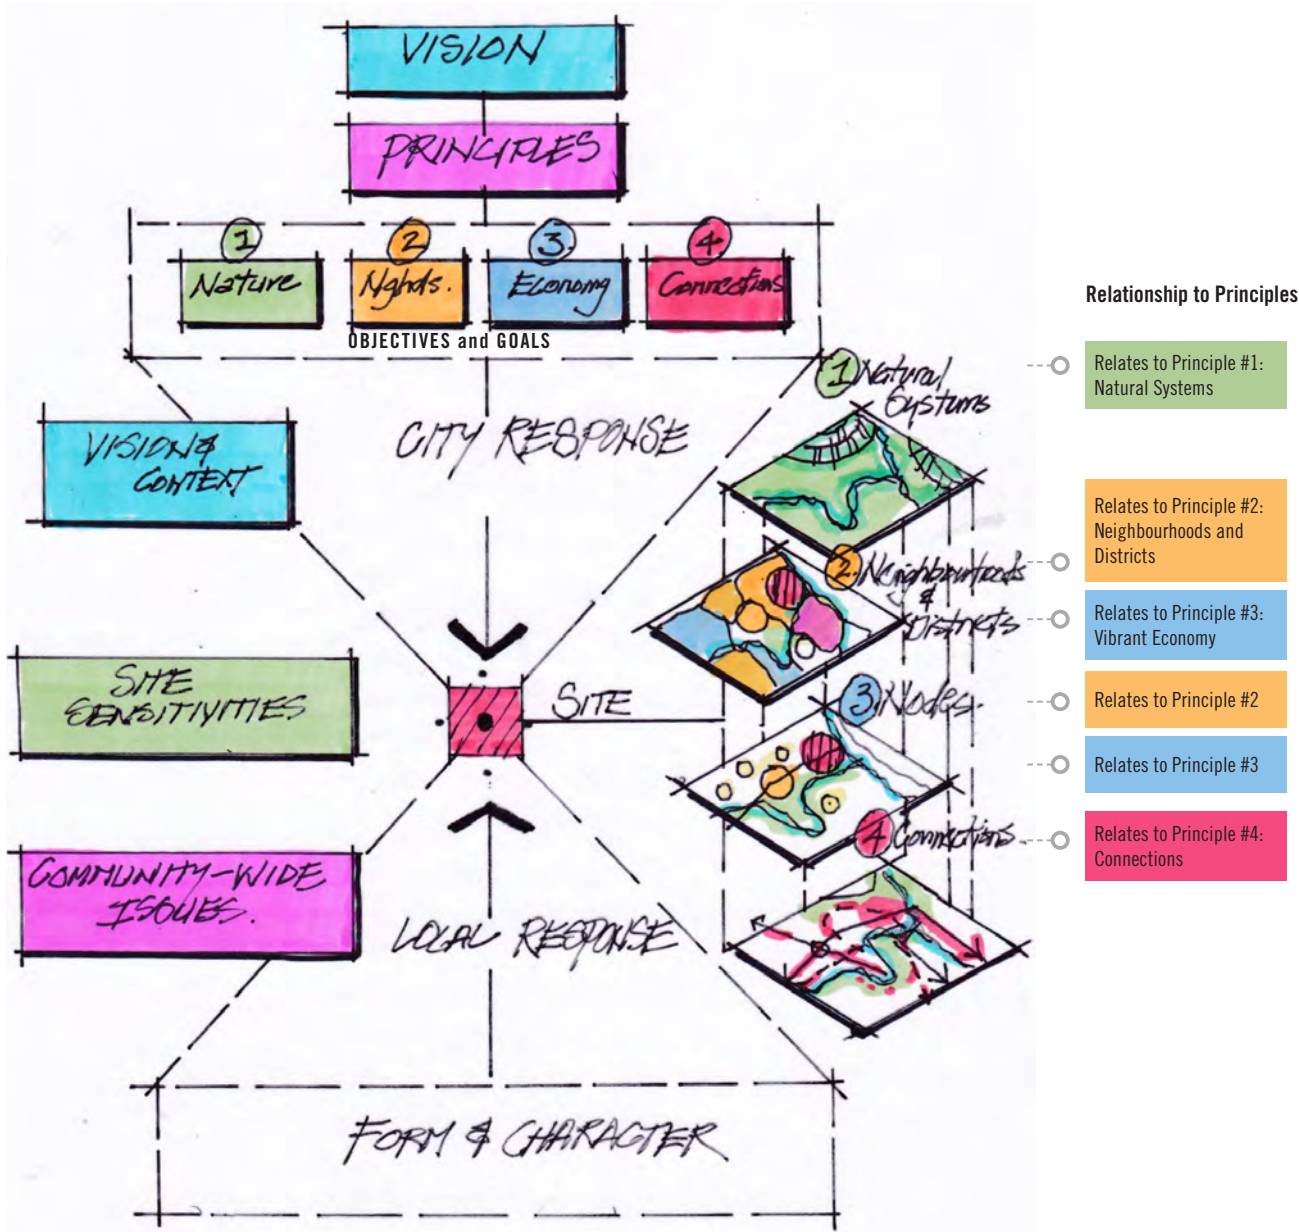 VISION
PRINCIPLES
1 2 3. 4
Nature Nghds. Economy Connections
OBJECTIVES and GOALS
Relationship to Principles
1 Natural
Systems
Relates to Principle #1:
Natural Systems
CITY RESPONSE
VISION &
CONTEXT
Relates to Principle #2:
Neighbourhoods and
Districts
2. Neighbourhoods
&
Districts
Relates to Principle #3:
Vibrant Economy
SITE
SENSITIVITIES
SITE
3. Nodes.
Relates to Principle #2
Relates to Principle #3
4 Connections.
Relates to Principle #4:
Connections
COMMUNITY-WIDE
ISSUES.
LOCAL RESPONSE
FORM & CHARACTER